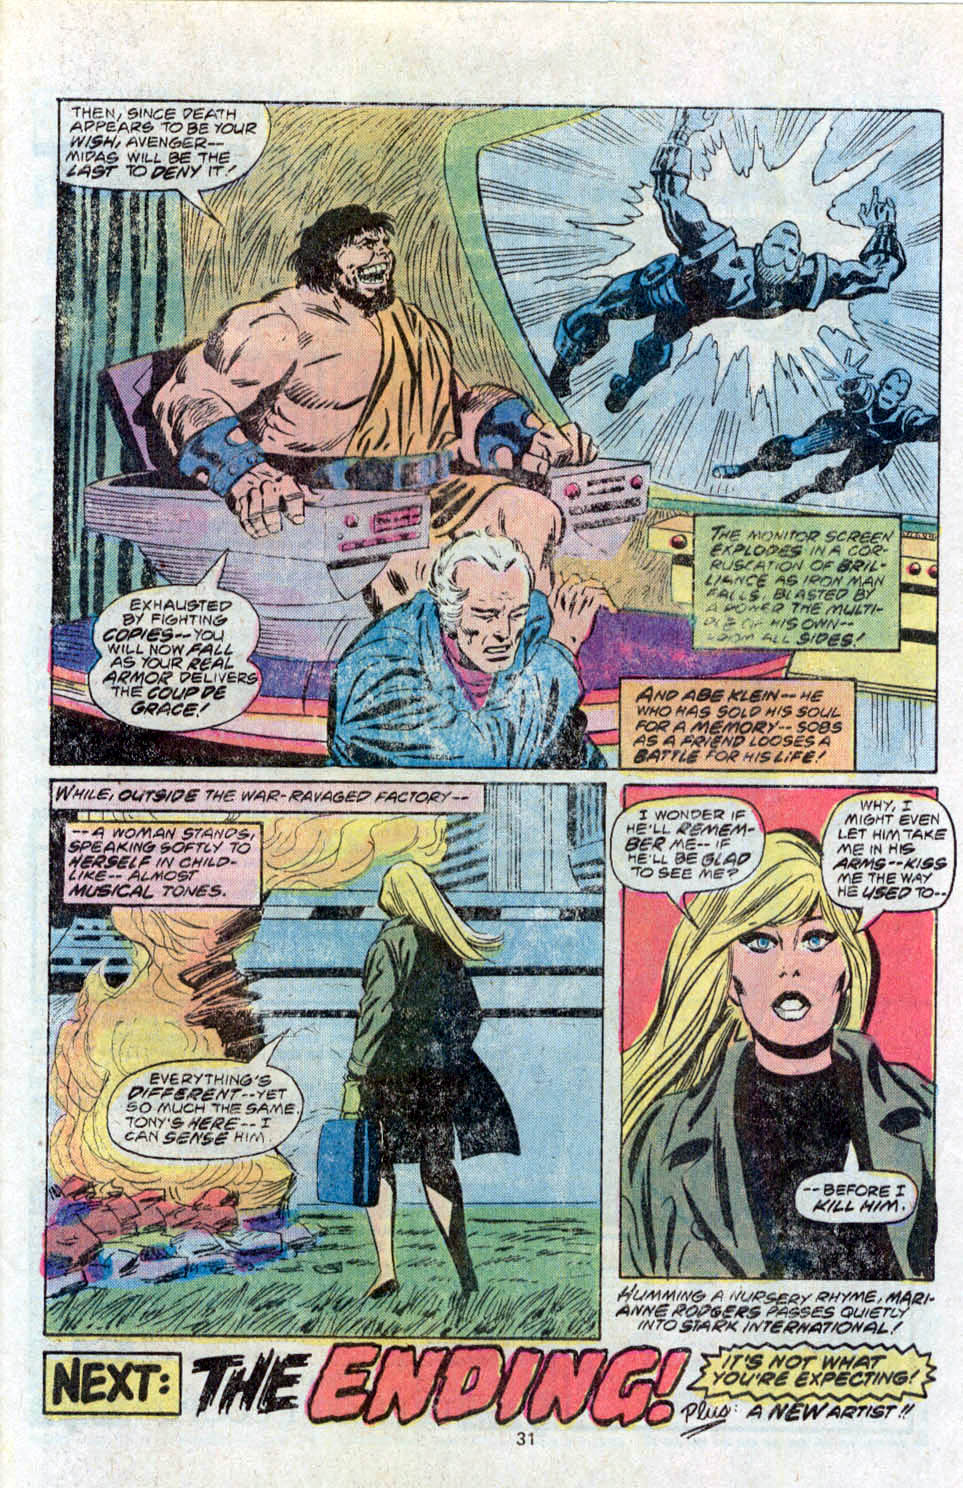 THEN, SINCE DEATH
APPEARS TO BE YOUR
WISH, AVENGER--
MIDAS WILL BE THE
LAST TO DENY IT!
EXHAUSTED
BY FIGHTING
COPIES--YOU
WILL NOW FALL
AS YOUR REAL
ARMOR DELIVERS
THE COUP DE
GRACE!
THE MONITOR SCREEN
EXPLODES IN A COR-
RUSCATION OF BRIL-
LIANCE AS IRON MAN
FALLS, BLASTED BY
A POWER THE MULTI-
OF HIS OWN--
ALL SIDES!
AND ABE KLEIN-- HE
WHO HAS SOLD HIS SOUL
FOR A MEMORY-- SOBS
AS A FRIEND LOOSES A
BATTLE FOR HIS LIFE!
WHILE, OUTSIDE THE WAR-RAVAGED FACTORY--
--A WOMAN STANDS,
SPEAKING SOFTLY TO
HERSELF IN CHILD-
LIKE-- ALMOST
MUSICAL TONES.
EVERYTHING'S
DIFFERENT--YET
SO MUCH THE SAME.
TONY'S HERE-- I
CAN SENSE HIM.
I WONDER IF
HE'LL REMEM-
BER ME-- IF
HE'LL BE GLAD
TO SEE ME?
WHY, I
MIGHT EVEN
LET HIM TAKE
ME IN HIS
ARMS--KISS
ME THE WAY
HE USED TO--
--BEFORE I
KILL HIM.
HUMMING A NURSERY RHYME, MARI-
ANNE RODGERS PASSES QUIETLY
INTO STARK INTERNATIONAL!
NEXT: THE ENDING!
IT'S NOT WHAT
YOU'RE EXPECTING!
Plus: A NEW ARTIST!!
31